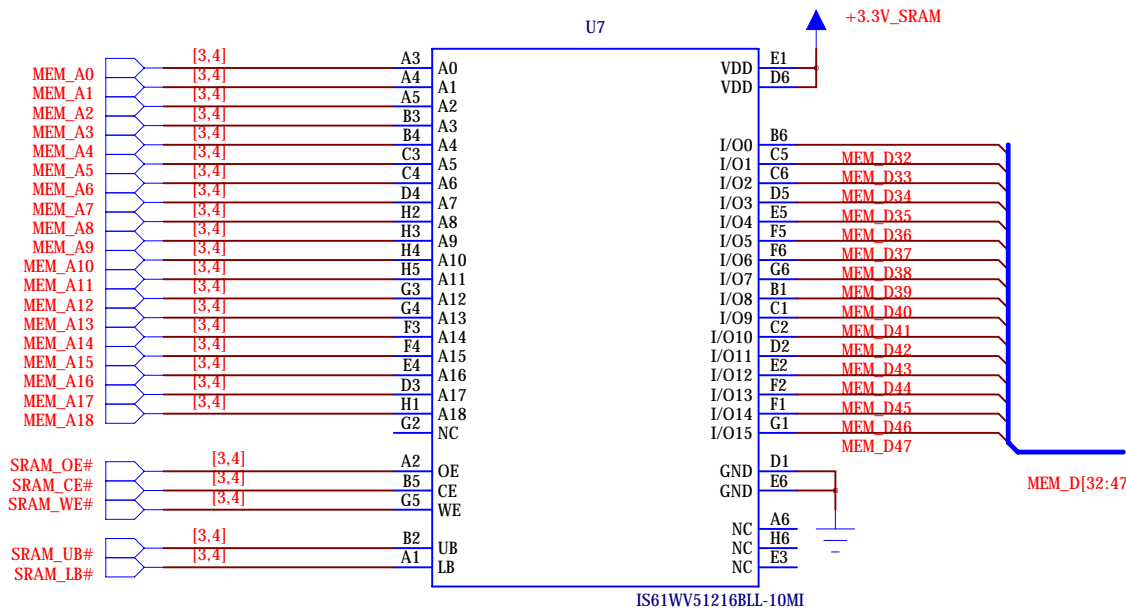 U7
+3.3V_SRAM
MEM_A0 [3,4] A3 A0
MEM_A1 [3,4] A4 A1
MEM_A2 [3,4] A5 A2
MEM_A3 [3,4] B3 A3
MEM_A4 [3,4] B4 A4
MEM_A5 [3,4] C3 A5
MEM_A6 [3,4] C4 A6
MEM_A7 [3,4] D4 A7
MEM_A8 [3,4] H2 A8
MEM_A9 [3,4] H3 A9
MEM_A10 [3,4] H4 A10
MEM_A11 [3,4] H5 A11
MEM_A12 [3,4] G3 A12
MEM_A13 [3,4] G4 A13
MEM_A14 [3,4] F3 A14
MEM_A15 [3,4] F4 A15
MEM_A16 [3,4] E4 A16
MEM_A17 [3,4] D3 A17
MEM_A18 [3,4] H1 A18
G2 NC
SRAM_OE# [3,4] A2 OE
SRAM_CE# [3,4] B5 CE
SRAM_WE# [3,4] G5 WE
SRAM_UB# [3,4] B2 UB
SRAM_LB# [3,4] A1 LB
VDD E1
VDD D6
I/O0 B6 MEM_D32
I/O1 C5 MEM_D33
I/O2 C6 MEM_D34
I/O3 D5 MEM_D35
I/O4 E5 MEM_D36
I/O5 F5 MEM_D37
I/O6 F6 MEM_D38
I/O7 G6 MEM_D39
I/O8 B1 MEM_D40
I/O9 C1 MEM_D41
I/O10 C2 MEM_D42
I/O11 D2 MEM_D43
I/O12 E2 MEM_D44
I/O13 F2 MEM_D45
I/O14 F1 MEM_D46
I/O15 G1 MEM_D47
GND D1
GND E6
MEM_D[32:47
NC A6
NC H6
NC E3
IS61WV51216BLL-10MI